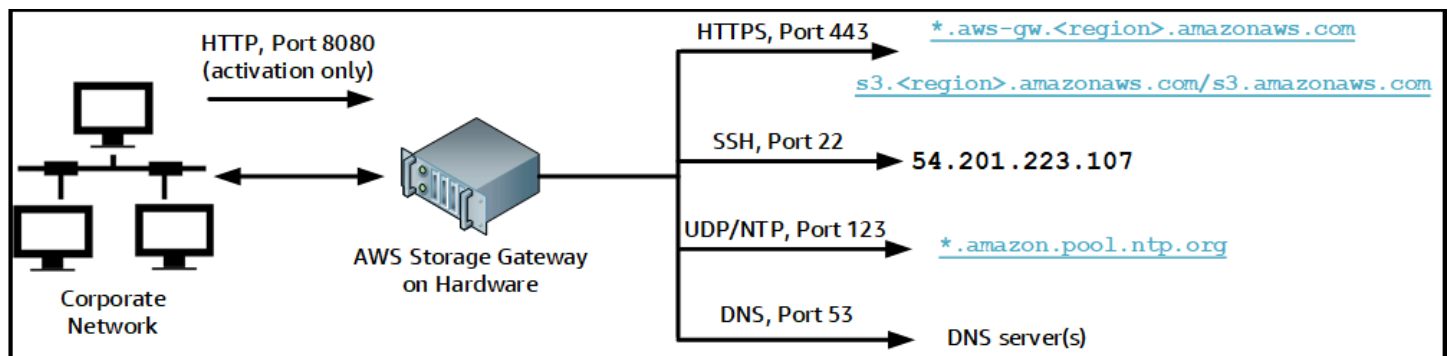 HTTP, Port 8080
(activation only)
Corporate
Network
AWS Storage Gateway
on Hardware
HTTPS, Port 443
*.aws-gw.<region>.amazonaws.com
s3.<region>.amazonaws.com/s3.amazonaws.com
SSH, Port 22
54.201.223.107
UDP/NTP, Port 123
*.amazon.pool.ntp.org
DNS, Port 53
DNS server(s)